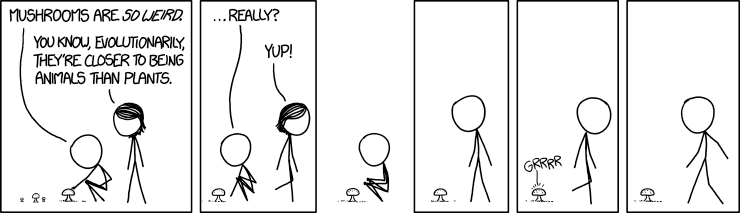 MUSHROOMS ARE SO WEIRD.
YOU KNOW, EVOLUTIONARILY,
THEY'RE CLOSER TO BEING
ANIMALS THAN PLANTS.
...REALLY?
YUP!
GRRRR